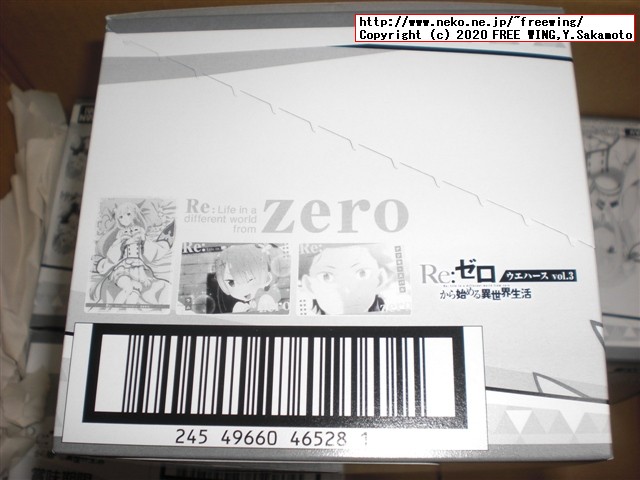 http://www.neko.ne.jp/~freewing/
Copyright (c) 2020 FREE WING,Y.Sakamoto
Re: Life in a
different world
from
zero
Re:
Re:
Re:ゼロ
から始める異世界生活
ウエハース vol.3
245 49660 46528 1